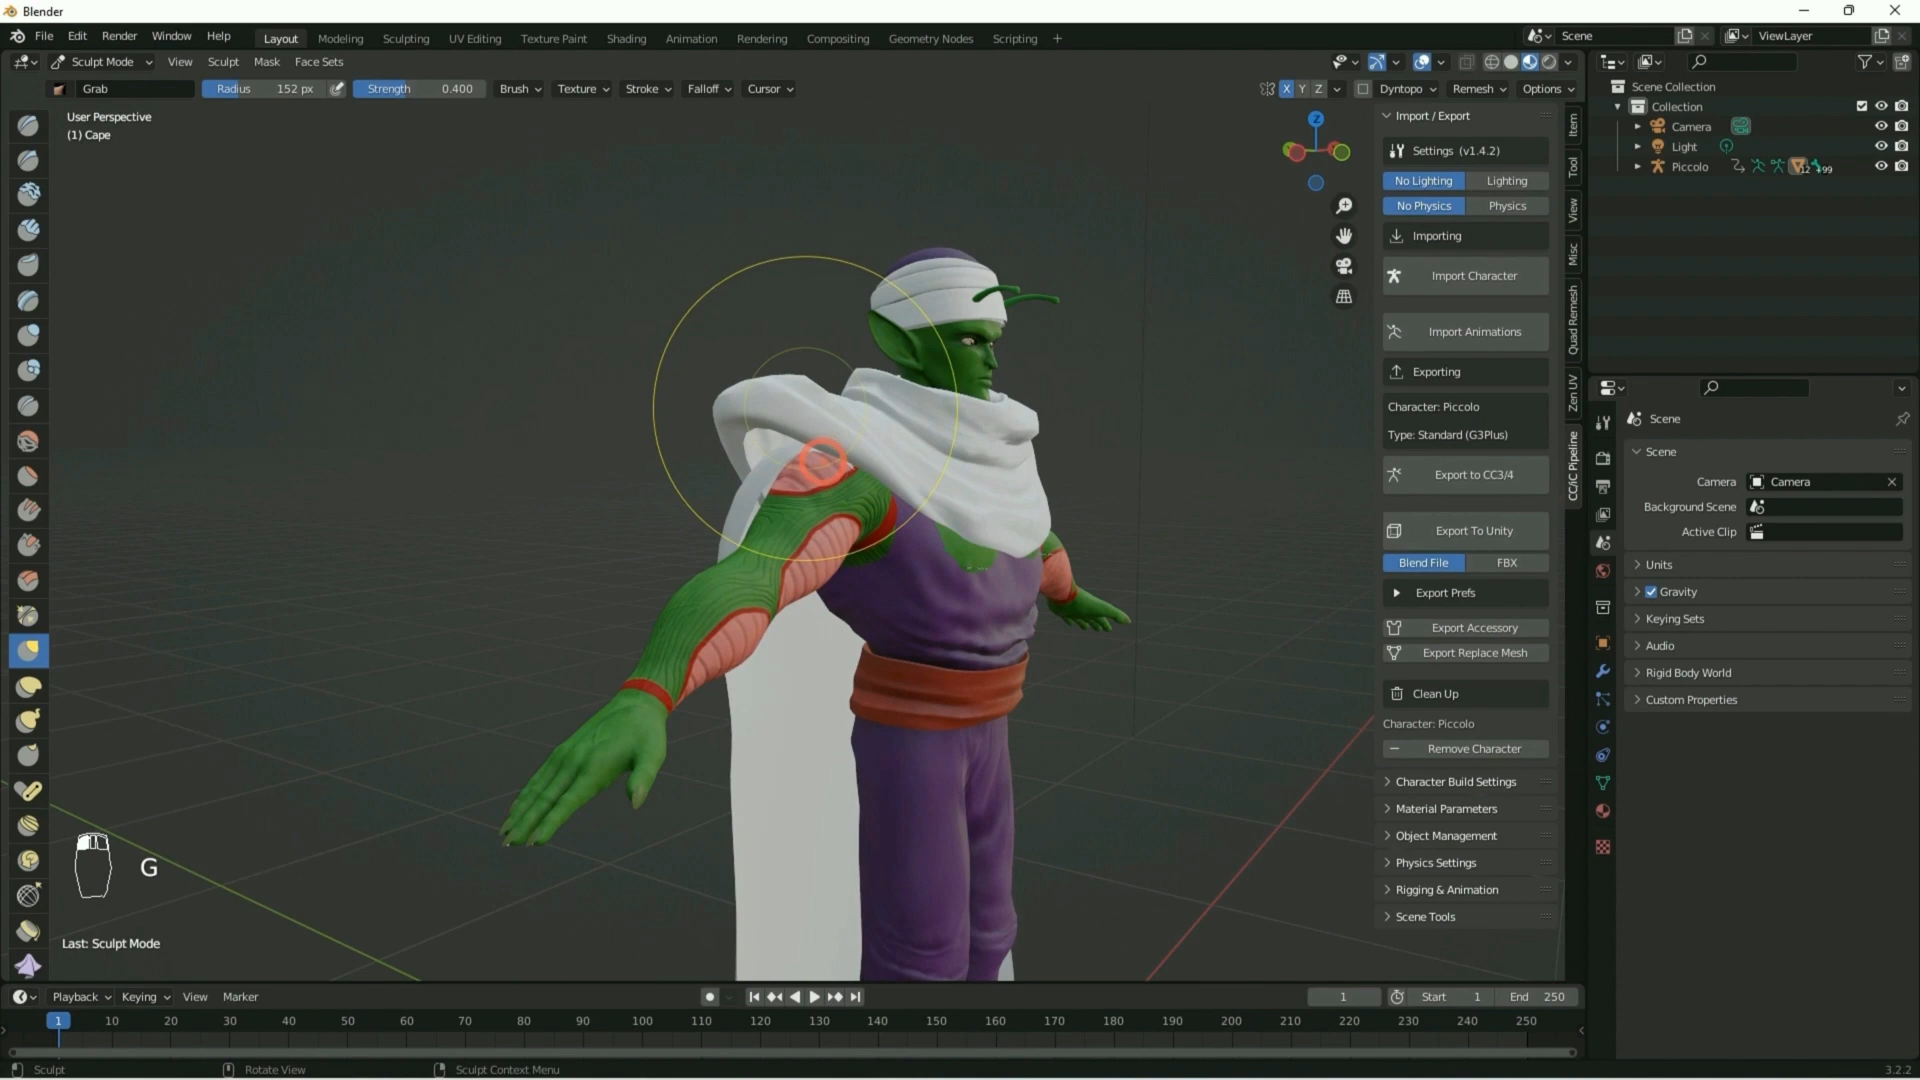 Blender
File Edit Render Window Help Layout Modeling Sculpting UV Editing Texture Paint Shading Animation Rendering Compositing Geometry Nodes Scripting + Scene ViewLayer
Sculpt Mode View Sculpt Mask Face Sets
Grab Radius 152 px Strength 0.400 Brush Texture Stroke Falloff Cursor X Y Z Dyntopo Remesh Options
User Perspective
(1) Cape
Z
G
Last: Sculpt Mode
Import / Export
Settings (v1.4.2)
No Lighting Lighting
No Physics Physics
Importing
Import Character
Import Animations
Exporting
Character: Piccolo
Type: Standard (G3Plus)
Export to CC3/4
Export To Unity
Blend File FBX
Export Prefs
Export Accessory
Export Replace Mesh
Clean Up
Character: Piccolo
Remove Character
Character Build Settings
Material Parameters
Object Management
Physics Settings
Rigging & Animation
Scene Tools
Item
Tool
View
Misc
Quad Remesh
Zen UV
CC/iC Pipeline
Scene Collection
Collection
Camera
Light
Piccolo 12 99
Scene
Scene
Camera Camera
Background Scene
Active Clip
Units
Gravity
Keying Sets
Audio
Rigid Body World
Custom Properties
Playback Keying View Marker 1 Start 1 End 250
1 10 20 30 40 50 60 70 80 90 100 110 120 130 140 150 160 170 180 190 200 210 220 230 240 250
Sculpt Rotate View Sculpt Context Menu 3.2.2